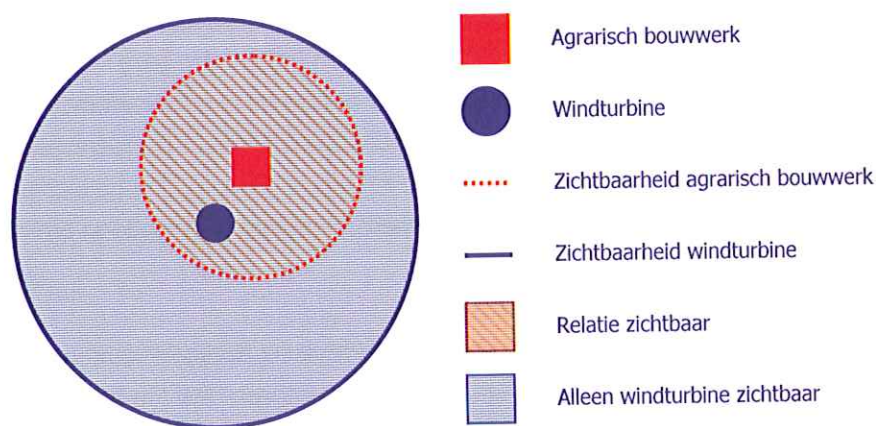 Agrarisch bouwwerk
Windturbine
Zichtbaarheid agrarisch bouwwerk
Zichtbaarheid windturbine
Relatie zichtbaar
Alleen windturbine zichtbaar